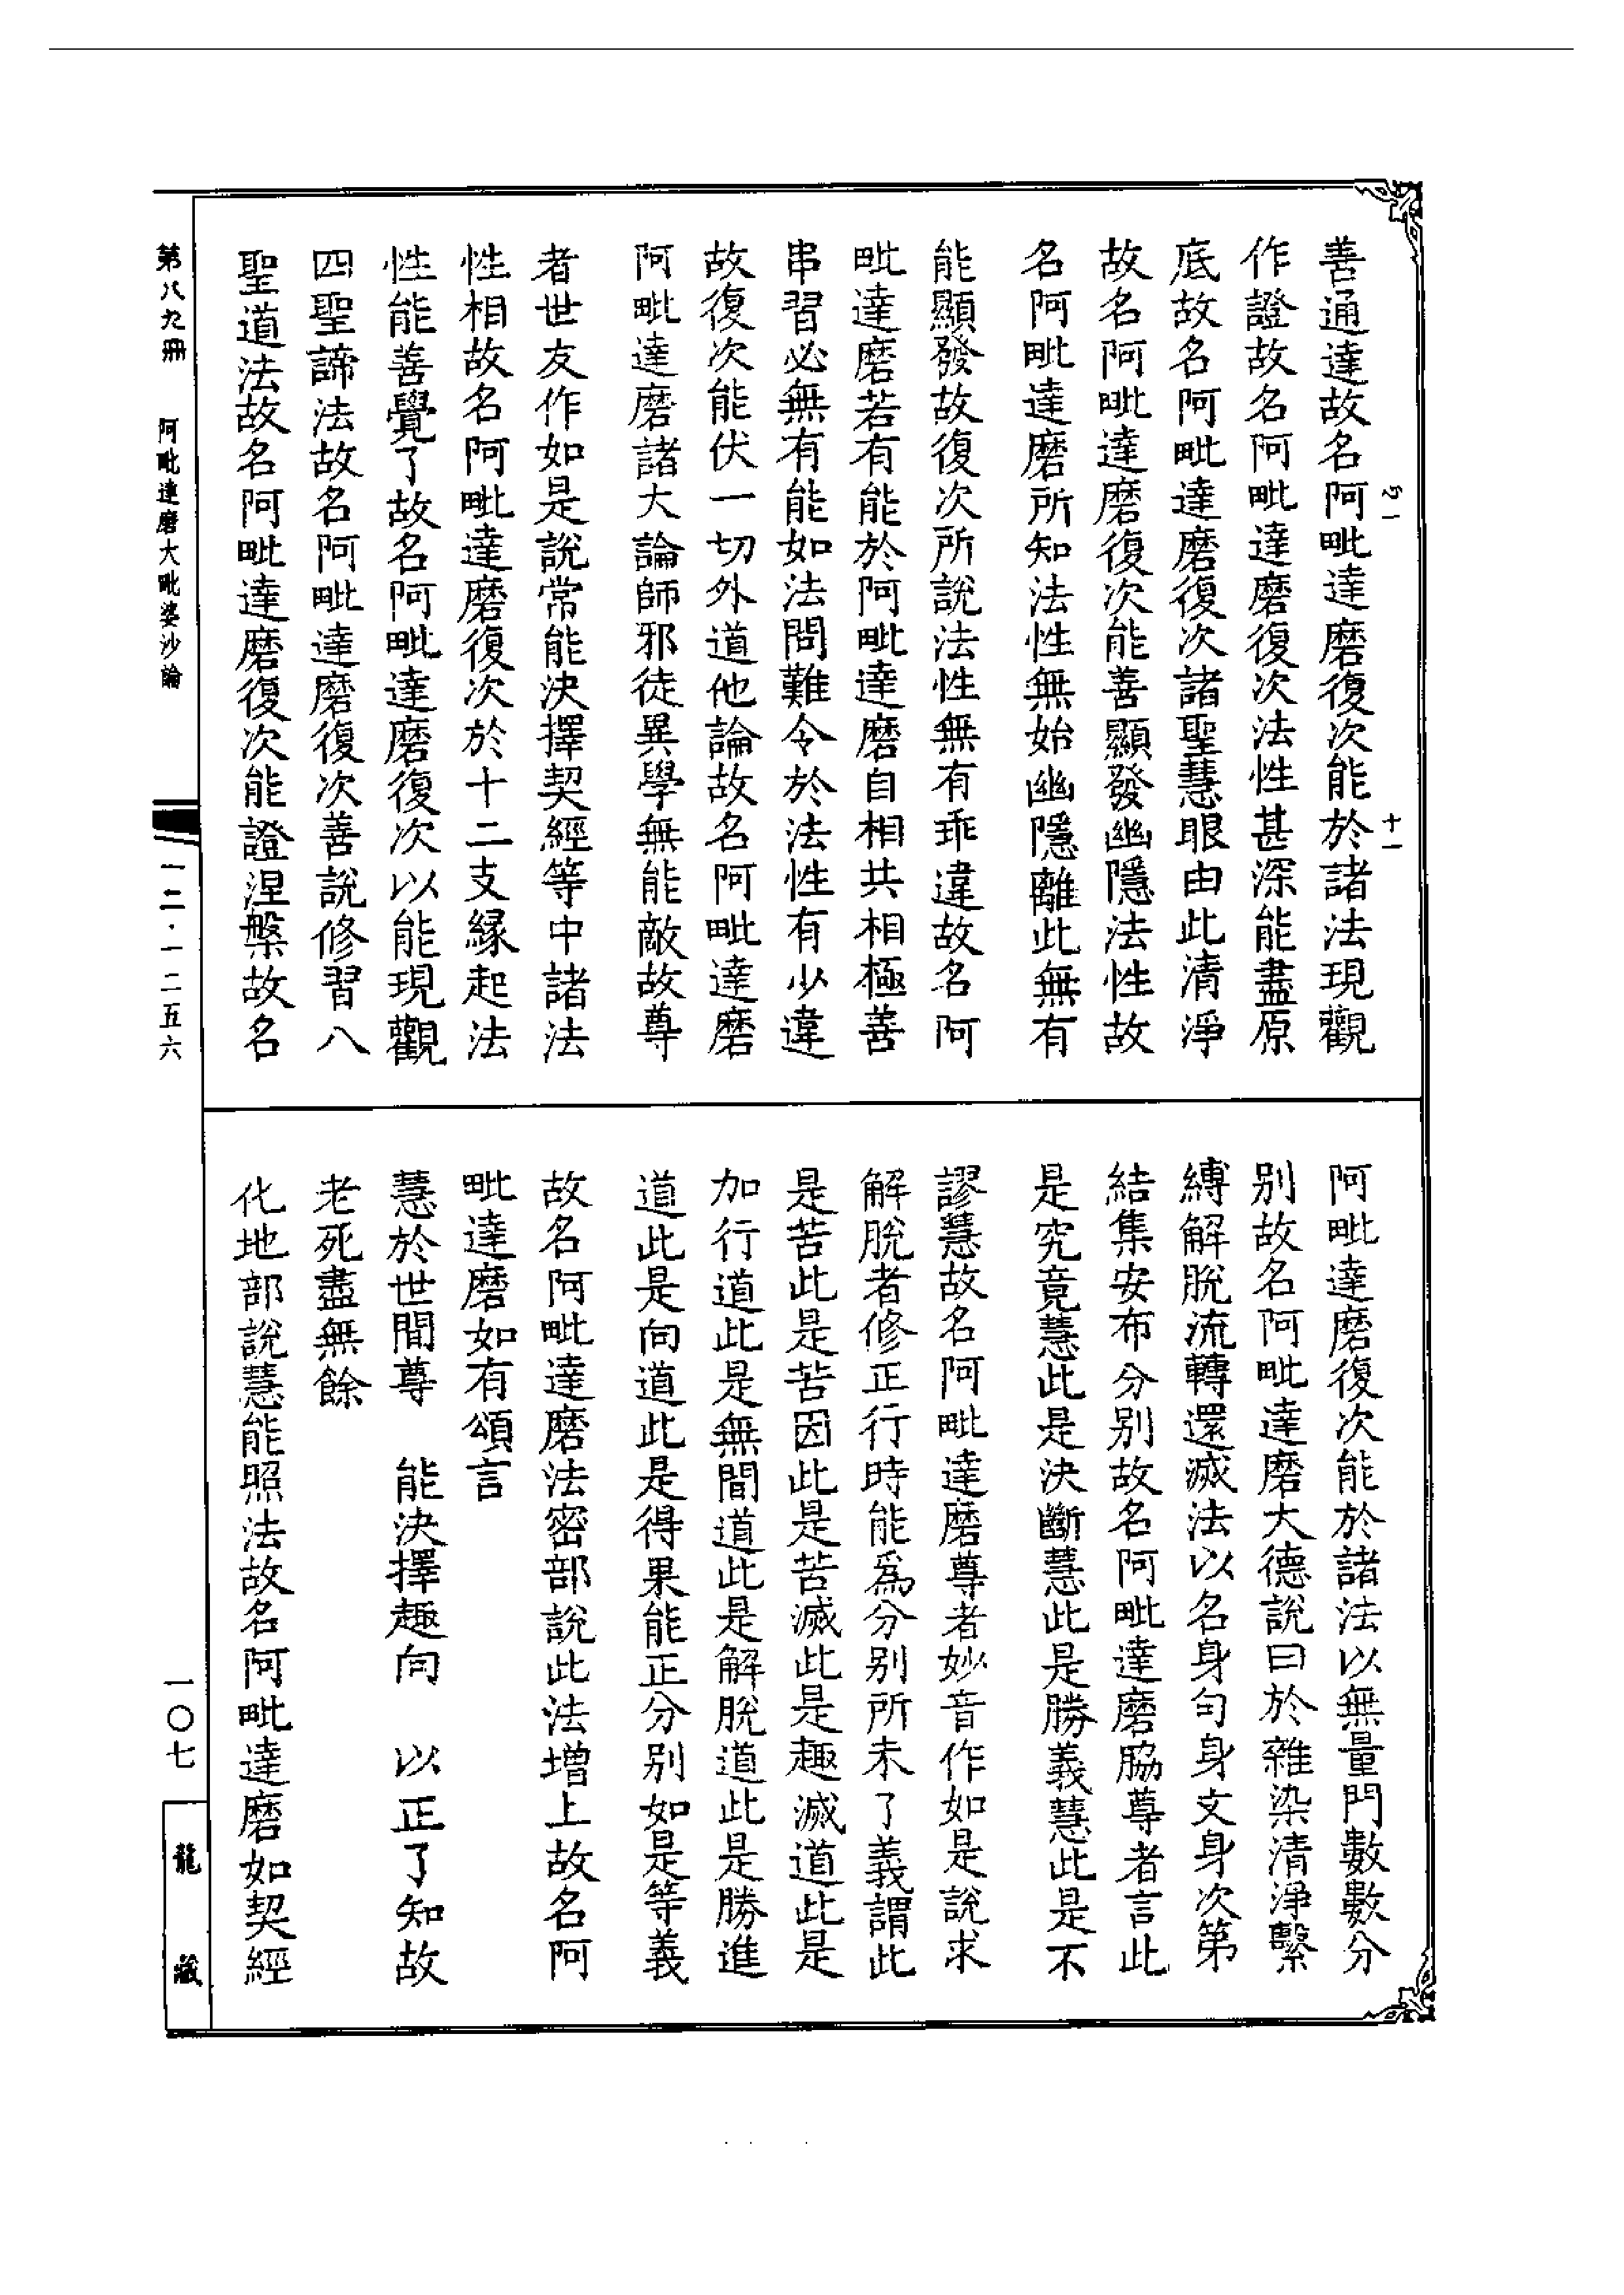 善通達故名阿毗達磨復次能於諸法現觀
作證故名阿毗達磨復次法性甚深能盡原
底故名阿毗達磨復次諸聖慧眼由此清淨
故名阿毗達磨復次能善顯發幽隱法性故
名阿毗達磨所知法性無始幽隱離此無有
能顯發故復次所說法性無有乖違故名阿
毗達磨若有能於阿毗達磨自相共相極善
串習必無有能如法問難令於法性有少違
故復次能伏一切外道他論故名阿毗達磨
阿毗達磨諸大論師邪徒異學無能敵故尊
者世友作如是說常能決擇契經等中諸法
性相故名阿毗達磨復次於十二支緣起法
性能善覺了故名阿毗達磨復次以能現觀
四聖諦法故名阿毗達磨復次善說修習八
聖道法故名阿毗達磨復次能證涅槃故名
阿毗達磨復次能於諸法以無量門數數分
別故名阿毗達磨大德說曰於雜染清淨繫
縛解脫流轉還滅法以名身句身文身次第
結集安布分別故名阿毗達磨脇尊者言此
是究竟慧此是決斷慧此是勝義慧此是不
謬慧故名阿毗達磨尊者妙音作如是說求
解脫者修正行時能爲分別所未了義謂此
是苦此是苦因此是苦滅此是趣滅道此是
加行道此是無間道此是解脫道此是勝進
道此是向道此是得果能正分別如是等義
故名阿毗達磨法密部說此法增上故名阿
毗達磨如有頌言
慧於世間尊　能決擇趣向　以正了知故
老死盡無餘
化地部說慧能照法故名阿毗達磨如契經
第八九冊　阿毗達磨大毗婆沙論
一二·一二五六
一〇七
龍藏
十一